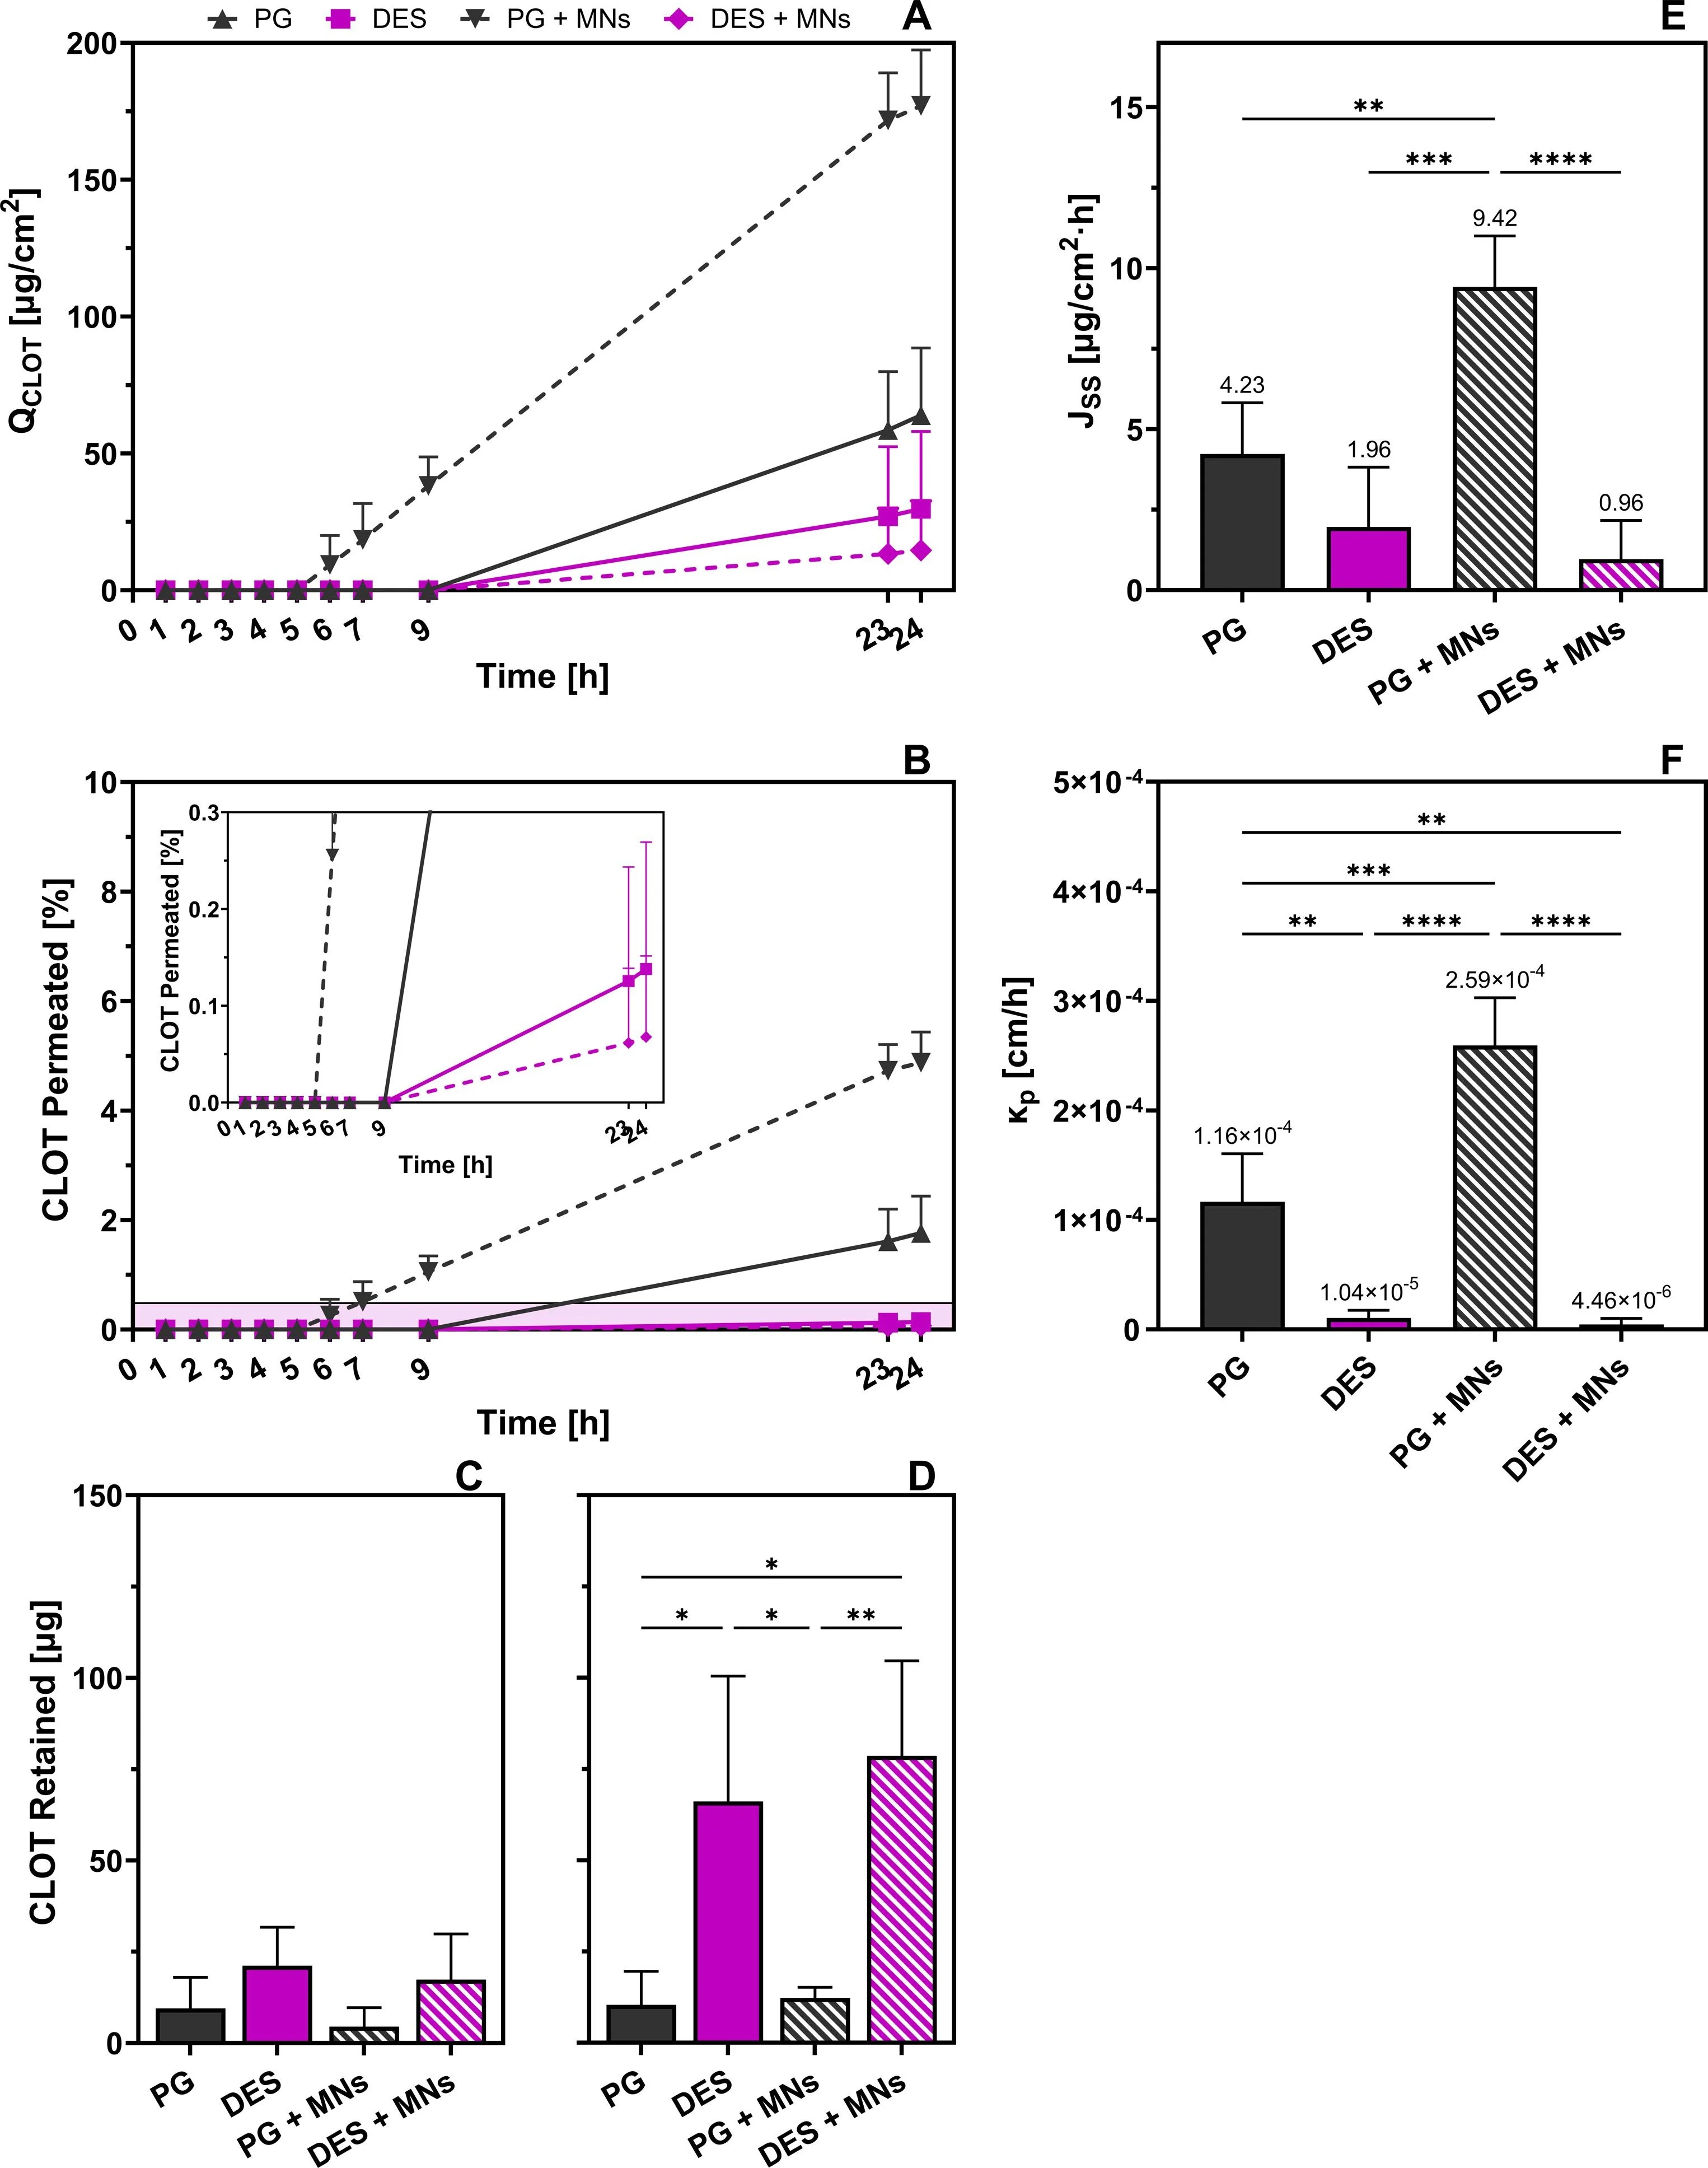 PG DES PG + MNs DES + MNs
A
200
150
100
50
0
Q_CLOT [µg/cm²]
0 1 2 3 4 5 6 7 9 23 24
Time [h]
E
15
10
5
0
J_SS [µg/cm²·h]
**
*** ****
9.42
4.23
1.96
0.96
PG DES PG + MNs DES + MNs
B
10
8
6
4
2
0
CLOT Permeated [%]
0.3
0.2
0.1
0.0
CLOT Permeated [%]
0 1 2 3 4 5 6 7 9 23 24
Time [h]
0 1 2 3 4 5 6 7 9 23 24
Time [h]
F
5×10⁻⁴
4×10⁻⁴
3×10⁻⁴
2×10⁻⁴
1×10⁻⁴
0
κ_p [cm/h]
**
***
** **** ****
2.59×10⁻⁴
1.16×10⁻⁴
1.04×10⁻⁵
4.46×10⁻⁶
PG DES PG + MNs DES + MNs
C
150
100
50
0
CLOT Retained [µg]
PG DES PG + MNs DES + MNs
D
*
* * **
PG DES PG + MNs DES + MNs